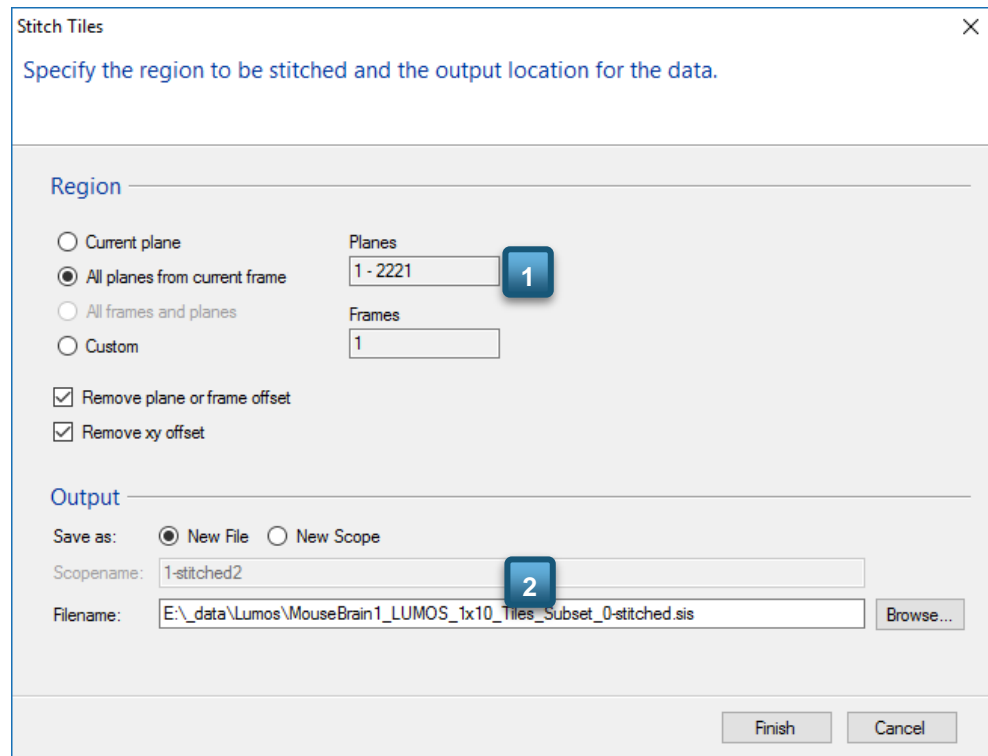 Stitch Tiles
Specify the region to be stitched and the output location for the data.
Region
Current plane
Planes
All planes from current frame
1 - 2221
1
All frames and planes
Frames
Custom
1
Remove plane or frame offset
Remove xy offset
Output
Save as: New File New Scope
Scopename: 1-stitched2
2
Filename: E:\_data\Lumos\MouseBrain1_LUMOS_1x10_Tiles_Subset_0-stitched.sis Browse...
Finish Cancel